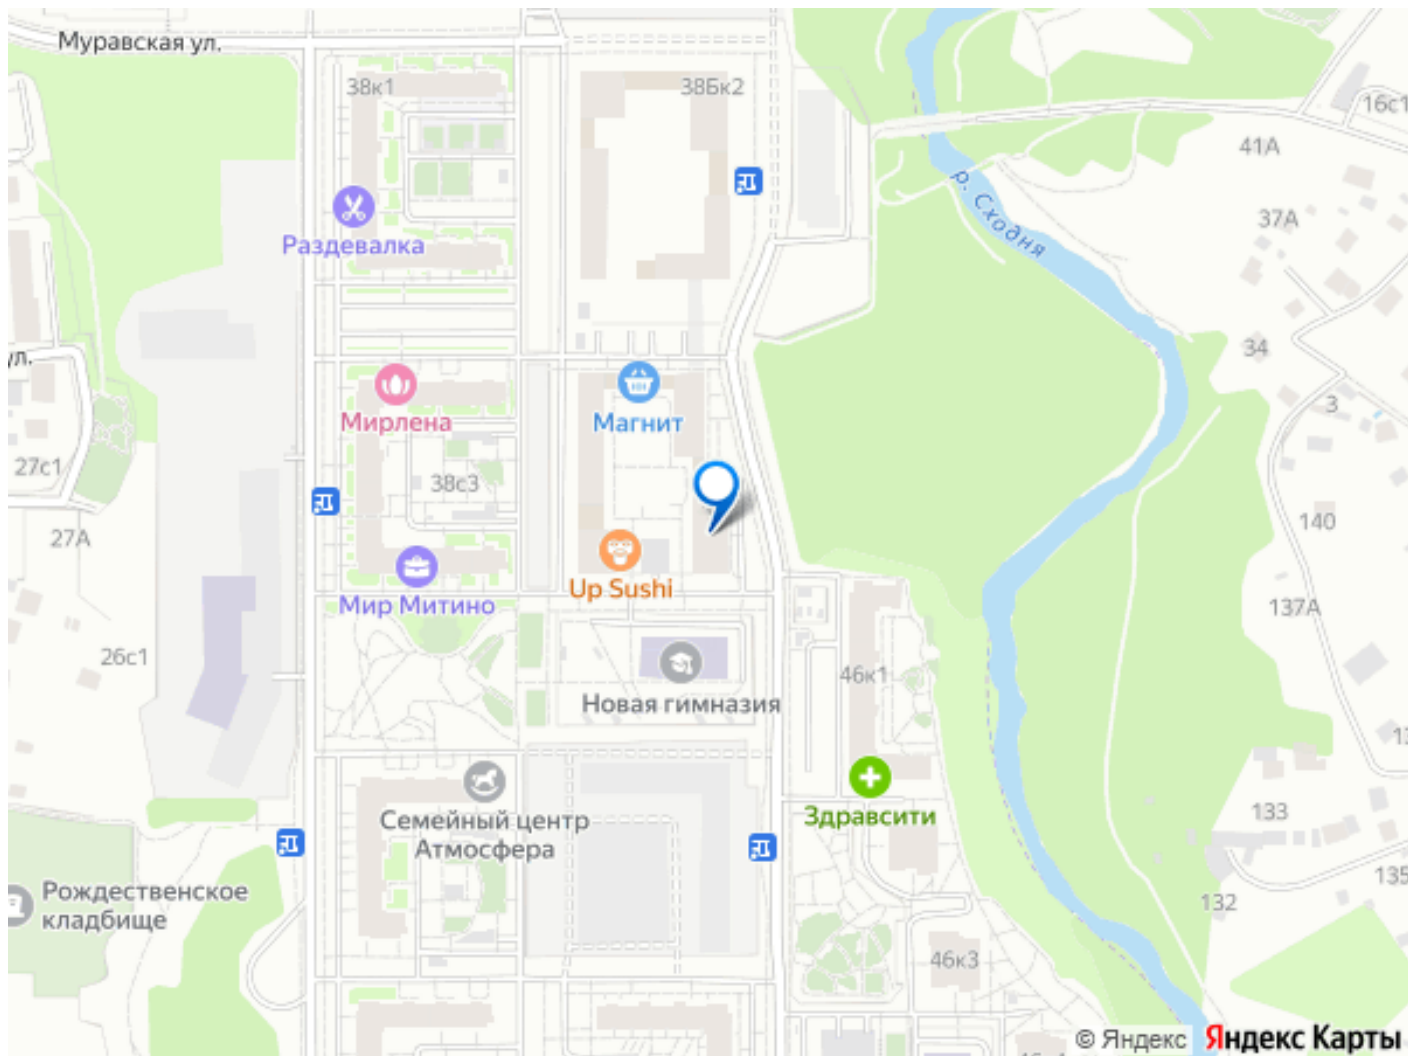 Муравская ул.
38к1
38Бк2
16с1
41А
р. Сходня
37А
Раздевалка
ул.
34
Мирлена
Магнит
3
27с1
38с3
140
27А
Up Sushi
Мир Митино
137А
26с1
46к1
Новая гимназия
133
Семейный центр
Атмосфера
Здравсити
135
Рождественское
кладбище
132
46к3
© Яндекс
Яндекс Карты